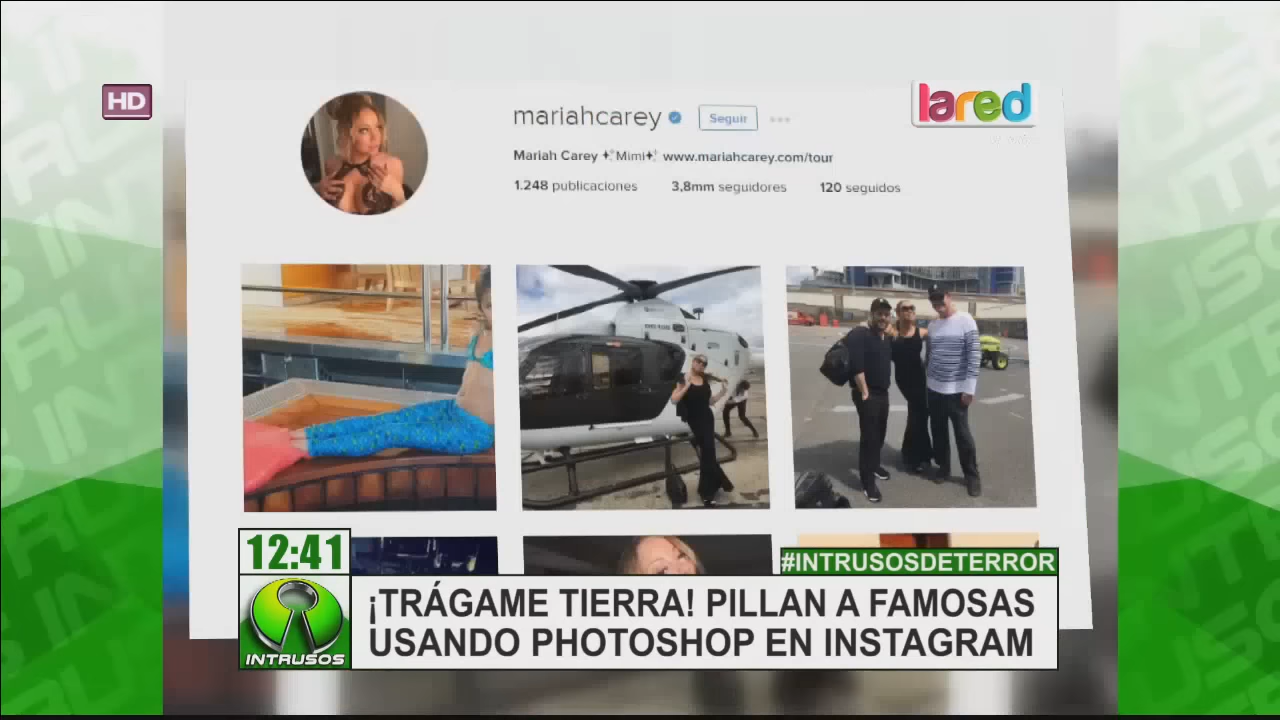 HD
mariahcarey
Seguir
lared
Mariah Carey ✨Mimi✨ www.mariahcarey.com/tour
1.248 publicaciones 3,8mm seguidores 120 seguidos
12:41
#INTRUSOSDETERROR
¡TRÁGAME TIERRA! PILLAN A FAMOSAS
USANDO PHOTOSHOP EN INSTAGRAM
INTRUSOS